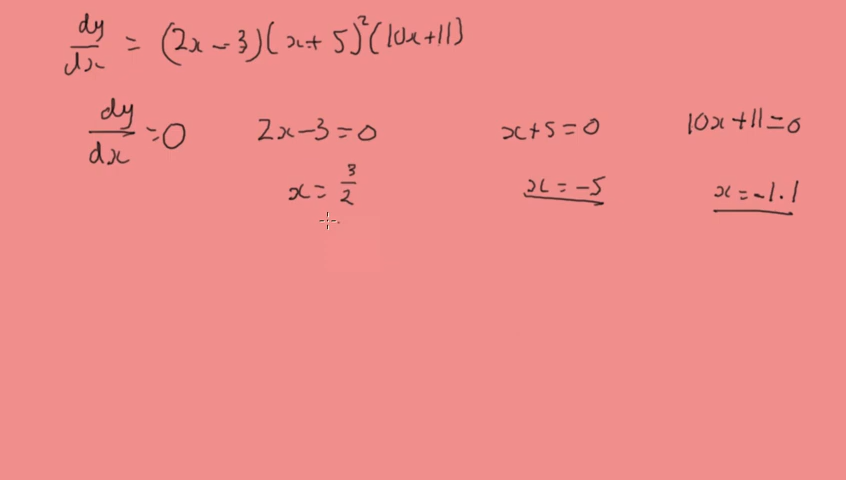 dy/dx = (2x − 3)(x + 5)²(10x + 11)
dy/dx = 0 2x − 3 = 0 x + 5 = 0 10x + 11 = 0
x = 3/2 x = −5 x = −1.1